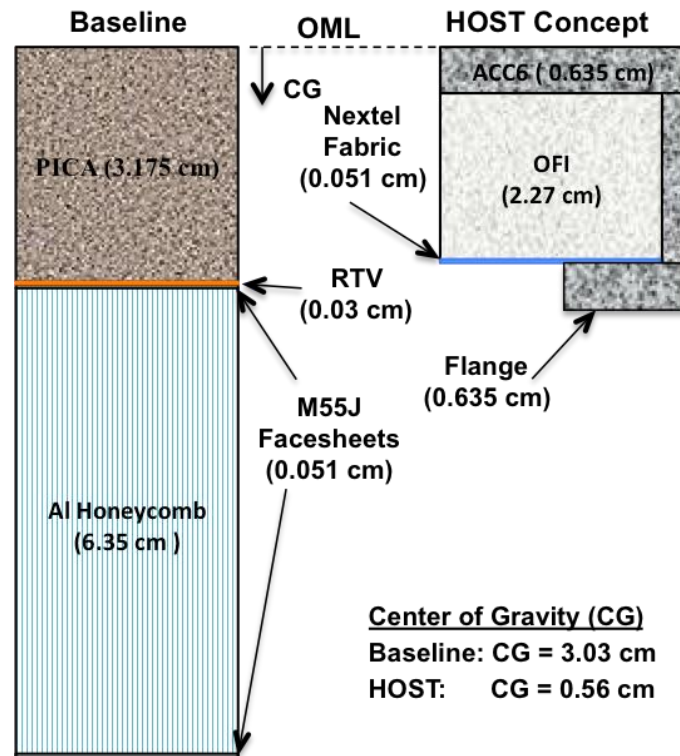 Baseline
OML
HOST Concept
CG
ACC6 ( 0.635 cm)
Nextel
Fabric
(0.051 cm)
PICA (3.175 cm)
OFI
(2.27 cm)
RTV
(0.03 cm)
Flange
(0.635 cm)
M55J
Facesheets
(0.051 cm)
Al Honeycomb
(6.35 cm )
Center of Gravity (CG)
Baseline: CG = 3.03 cm
HOST: CG = 0.56 cm